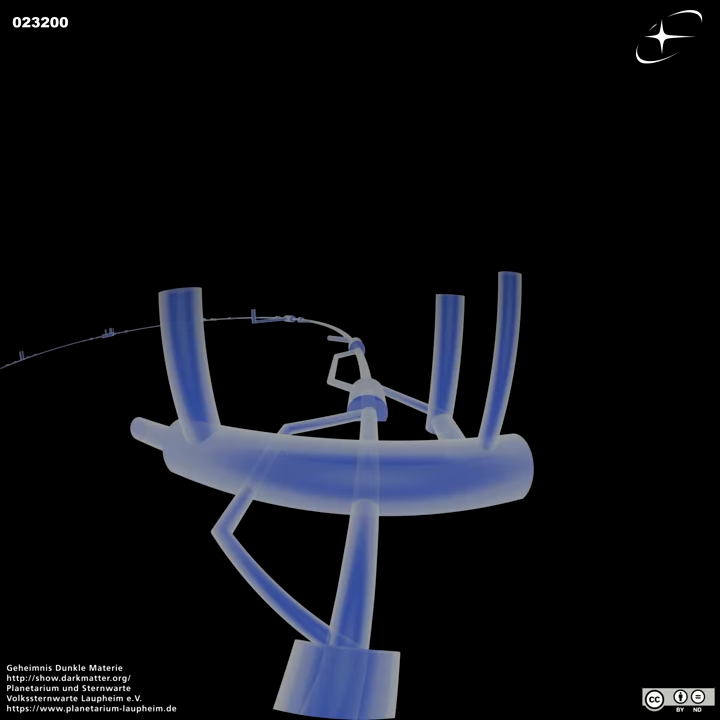 023200
Geheimnis Dunkle Materie
http://show.darkmatter.org/
Planetarium und Sternwarte
Volkssternwarte Laupheim e.V.
https://www.planetarium-laupheim.de
cc
BY ND